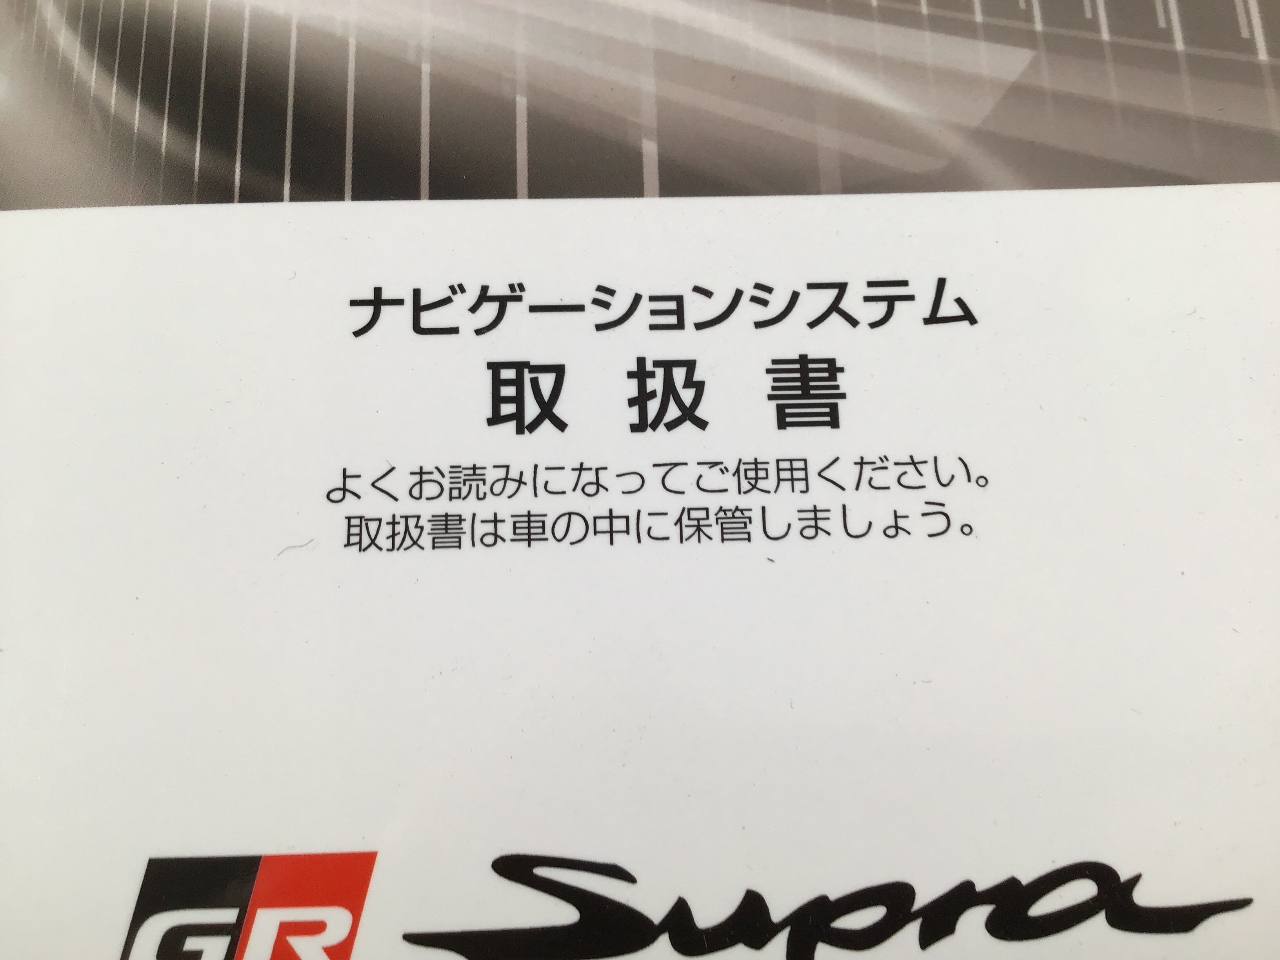 ナビゲーションシステム
取扱書
よくお読みになってご使用ください。
取扱書は車の中に保管しましょう。
GR Supra